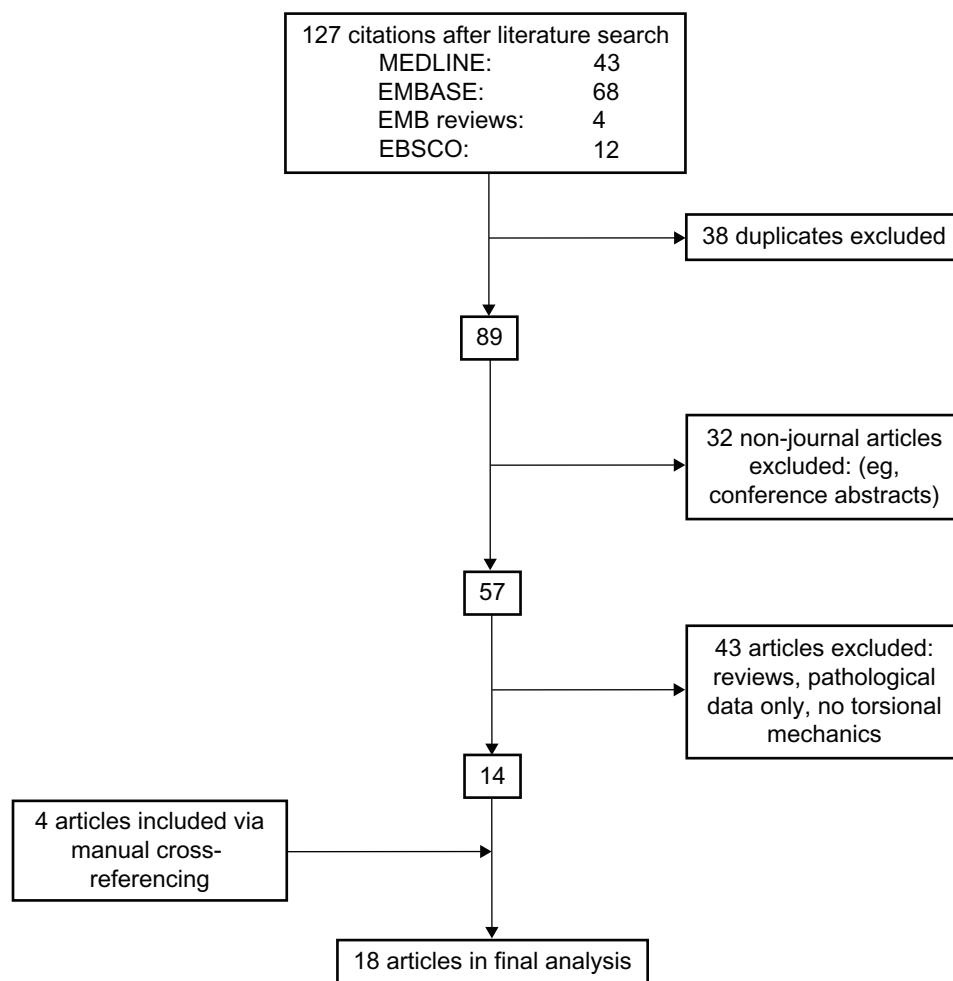 127 citations after literature search
MEDLINE: 43
EMBASE: 68
EMB reviews: 4
EBSCO: 12
38 duplicates excluded
89
32 non-journal articles
excluded: (eg,
conference abstracts)
57
43 articles excluded:
reviews, pathological
data only, no torsional
mechanics
14
4 articles included via
manual cross-
referencing
18 articles in final analysis